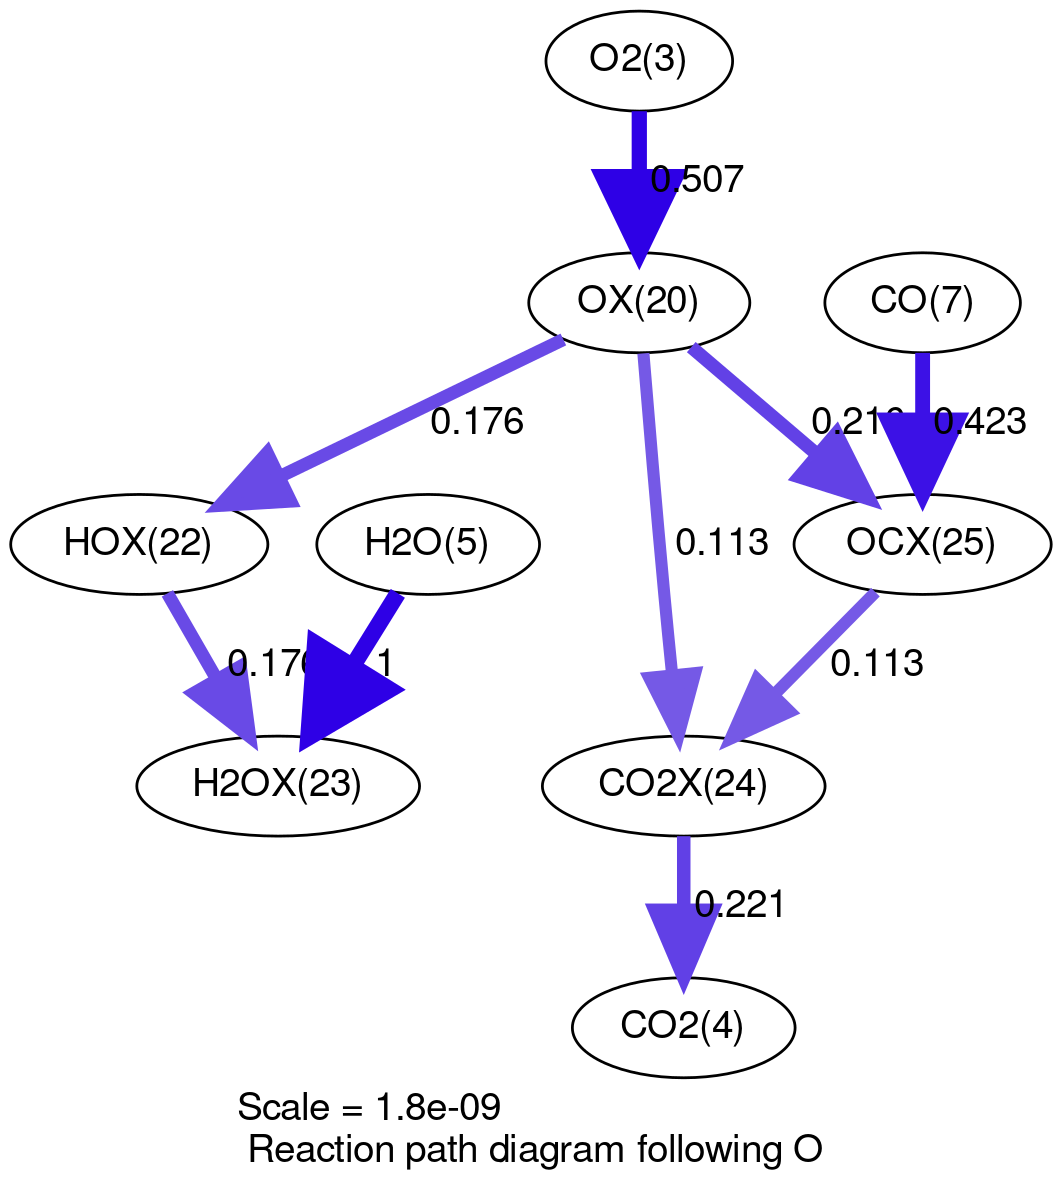 O2(3)
0.507
OX(20)
CO(7)
0.176
0.423
HOX(22)
H2O(5)
0.113
OCX(25)
0.176
1
0.113
H2OX(23)
CO2X(24)
0.221
CO2(4)
Scale = 1.8e-09
Reaction path diagram following O